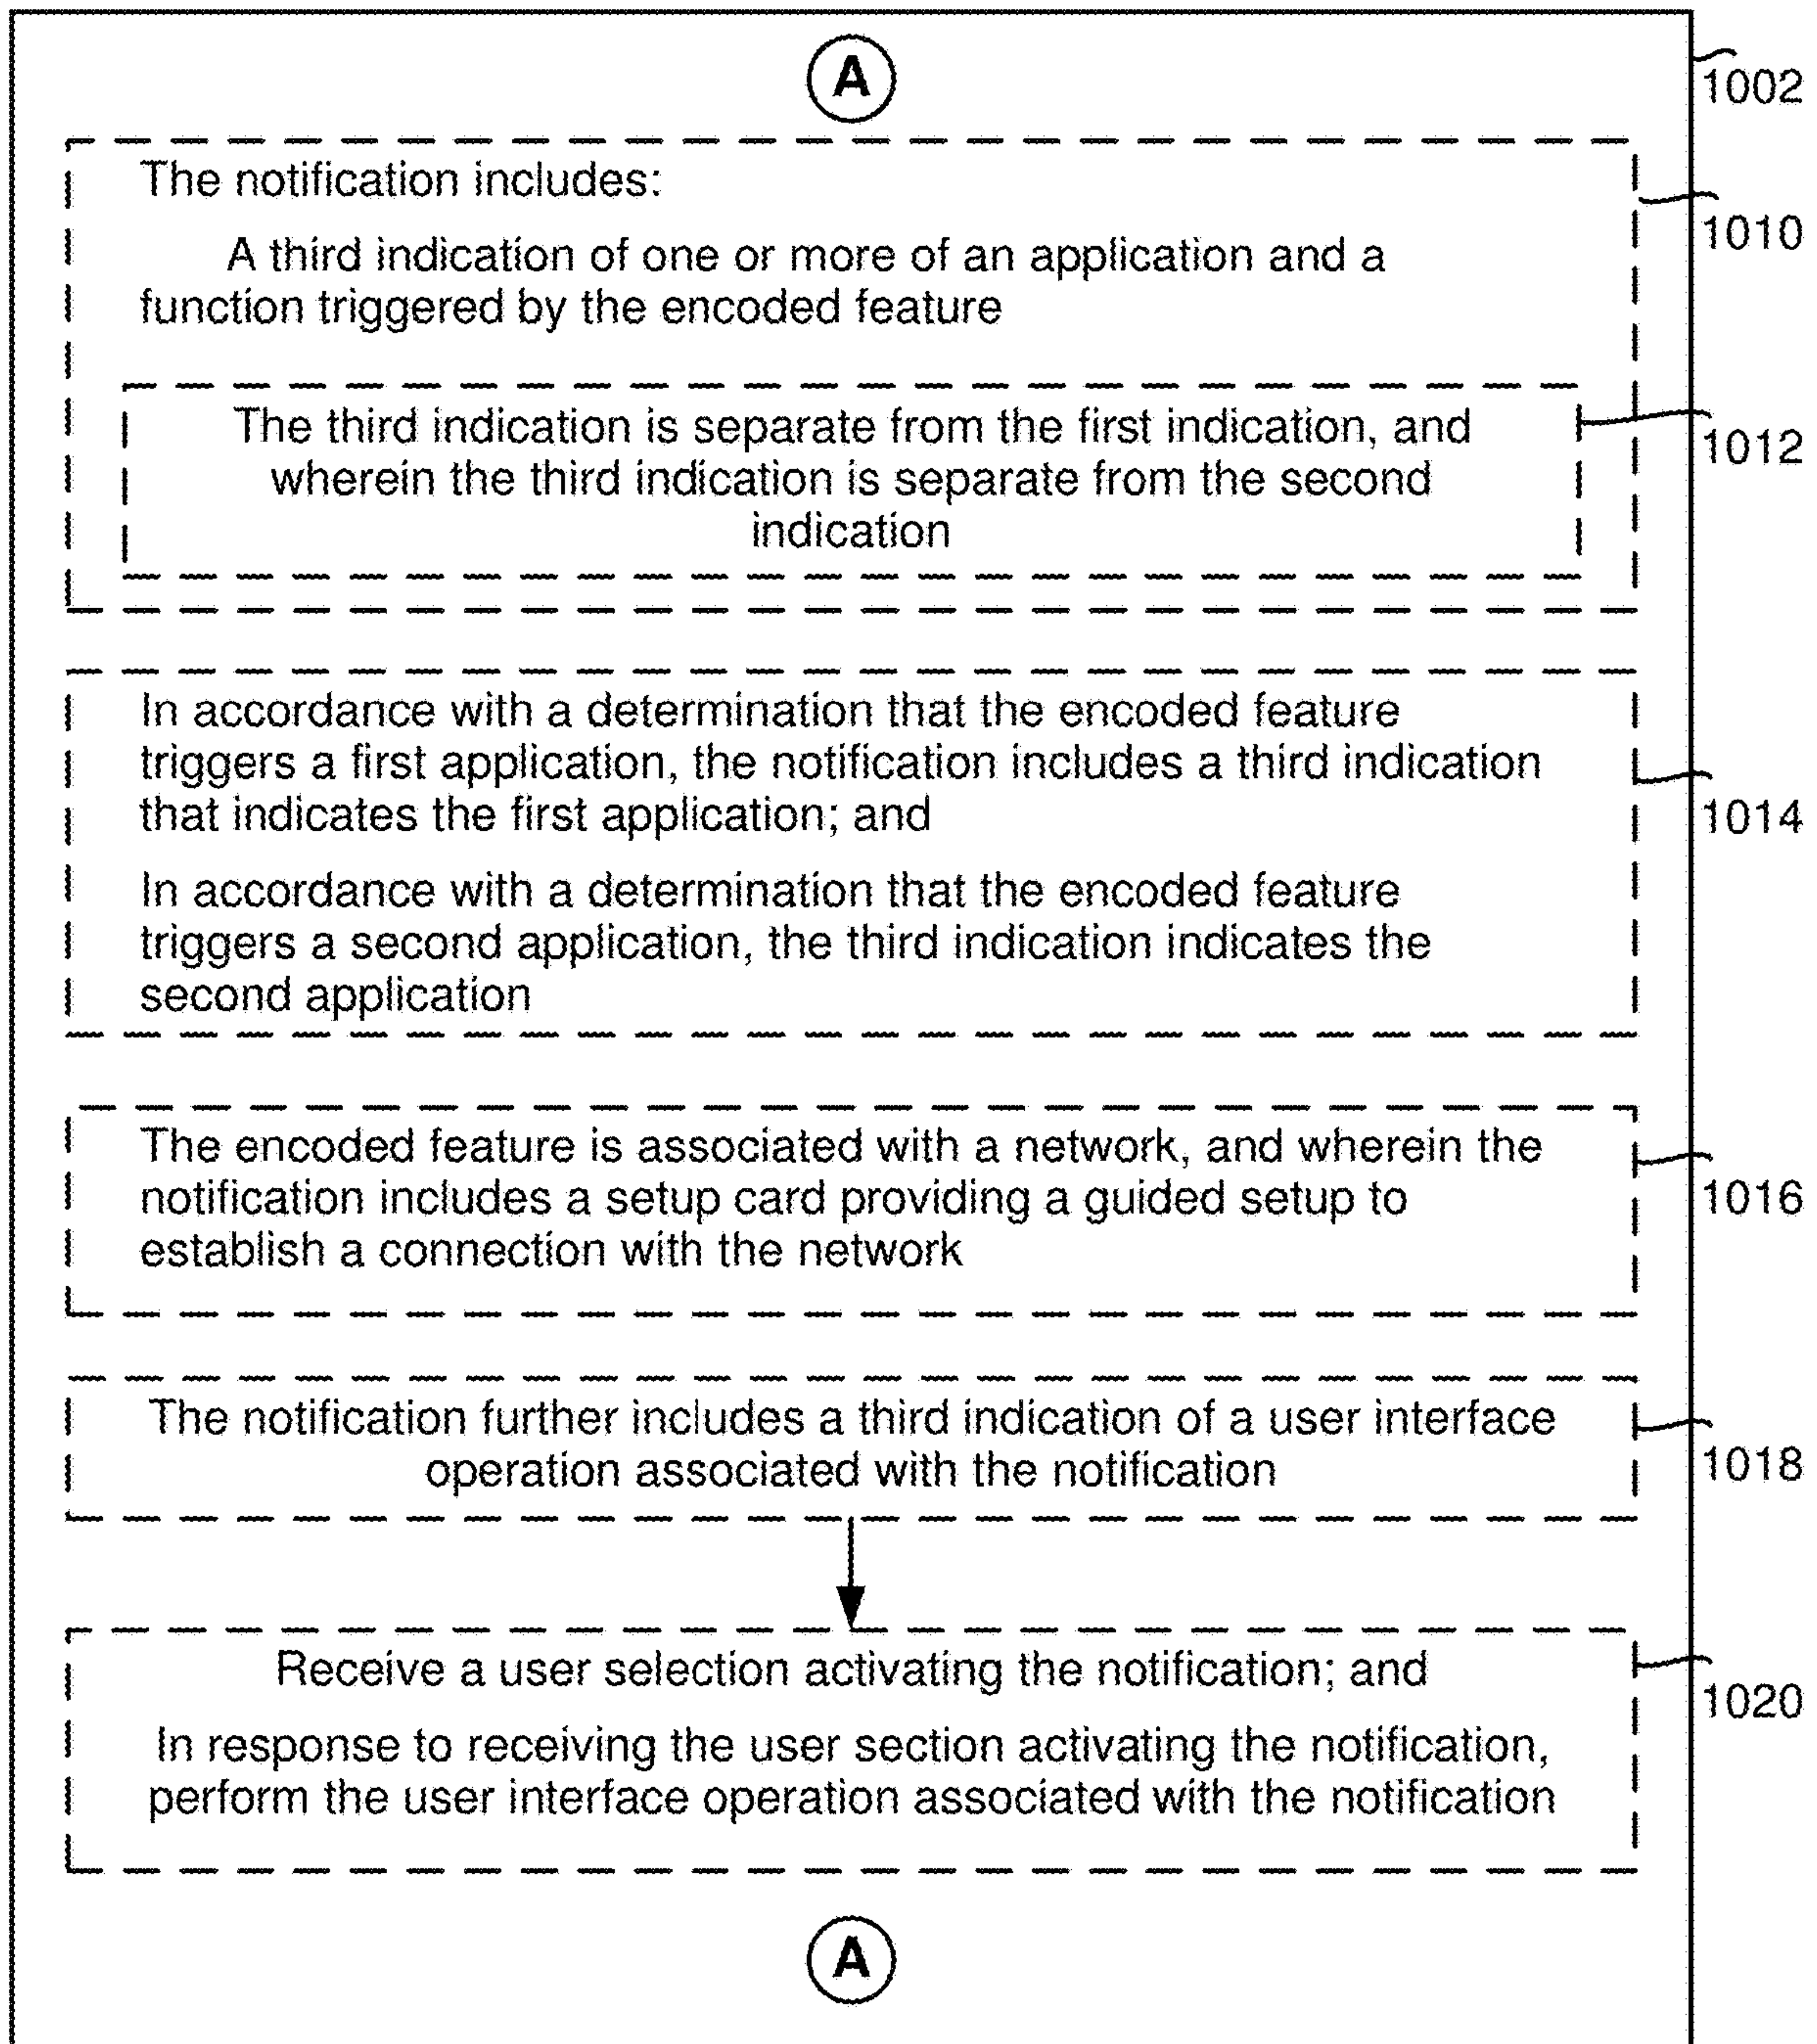 A
1002
The notification includes:
1010
A third indication of one or more of an application and a
function triggered by the encoded feature
The third indication is separate from the first indication, and
1012
wherein the third indication is separate from the second
indication
In accordance with a determination that the encoded feature
triggers a first application, the notification includes a third indication
that indicates the first application; and
1014
In accordance with a determination that the encoded feature
triggers a second application, the third indication indicates the
second application
The encoded feature is associated with a network, and wherein the
notification includes a setup card providing a guided setup to
1016
establish a connection with the network
The notification further includes a third indication of a user interface
operation associated with the notification
1018
Receive a user selection activating the notification; and
1020
In response to receiving the user section activating the notification,
perform the user interface operation associated with the notification
A